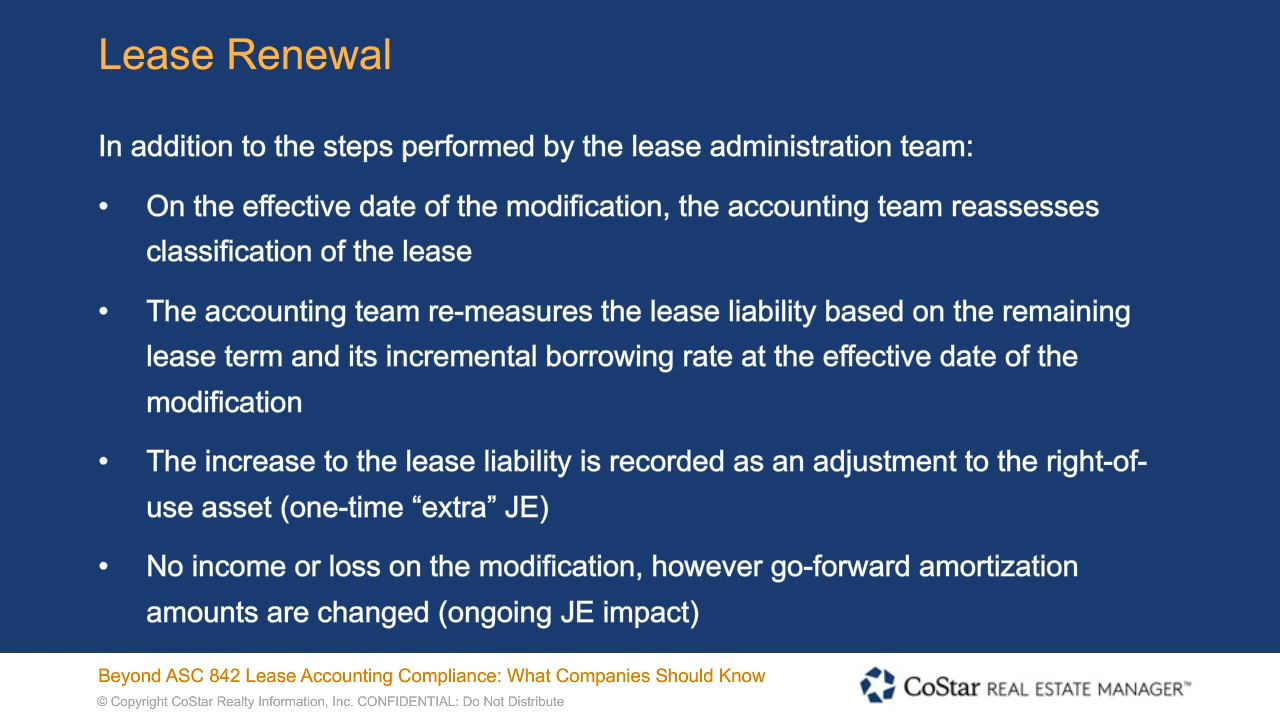 Lease Renewal
In addition to the steps performed by the lease administration team:
• On the effective date of the modification, the accounting team reassesses
classification of the lease
• The accounting team re-measures the lease liability based on the remaining
lease term and its incremental borrowing rate at the effective date of the
modification
• The increase to the lease liability is recorded as an adjustment to the right-of-
use asset (one-time “extra” JE)
• No income or loss on the modification, however go-forward amortization
amounts are changed (ongoing JE impact)
Beyond ASC 842 Lease Accounting Compliance: What Companies Should Know
© Copyright CoStar Realty Information, Inc. CONFIDENTIAL: Do Not Distribute
CoStar REAL ESTATE MANAGER™